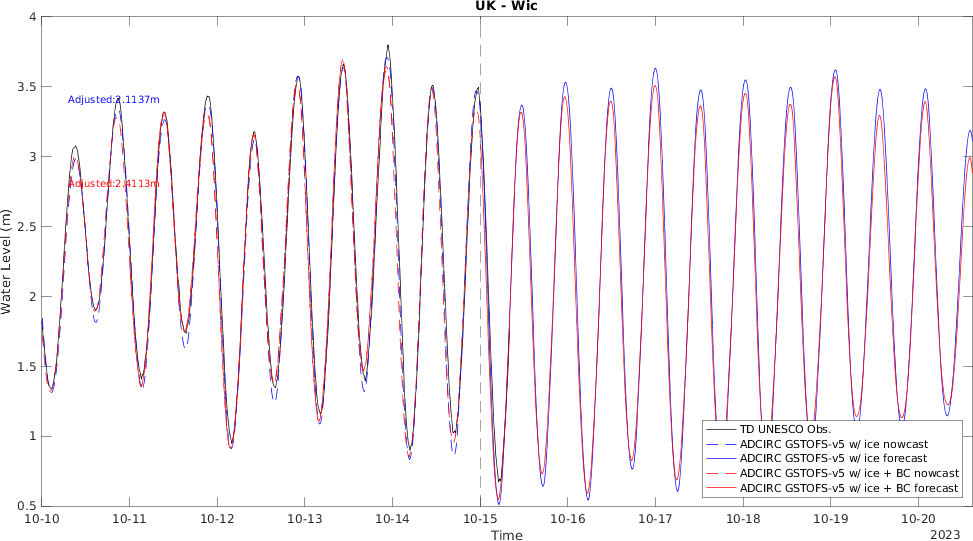 UK - Wic
4
3.5
3
2.5
2
1.5
1
0.5
Water Level (m)
Adjusted:2.1137m
Adjusted:2.4113m
TD UNESCO Obs.
ADCIRC GSTOFS-v5 w/ ice nowcast
ADCIRC GSTOFS-v5 w/ ice forecast
ADCIRC GSTOFS-v5 w/ ice + BC nowcast
ADCIRC GSTOFS-v5 w/ ice + BC forecast
10-10 10-11 10-12 10-13 10-14 10-15 10-16 10-17 10-18 10-19 10-20
Time
2023